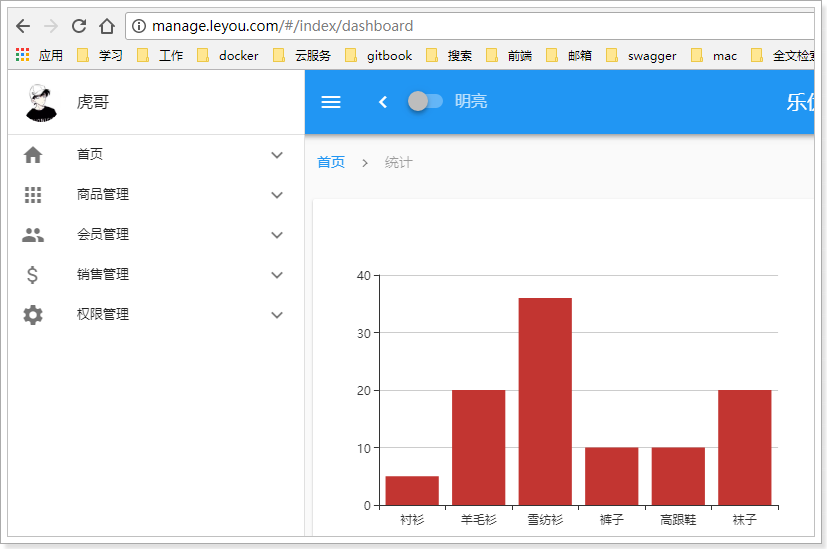 manage.leyou.com/#/index/dashboard
应用 学习 工作 docker 云服务 gitbook 搜索 前端 邮箱 swagger mac 全文检索
虎哥 明亮 乐优
首页 首页 统计
商品管理
会员管理
销售管理
权限管理
40
30
20
10
0
衬衫 羊毛衫 雪纺衫 裤子 高跟鞋 袜子